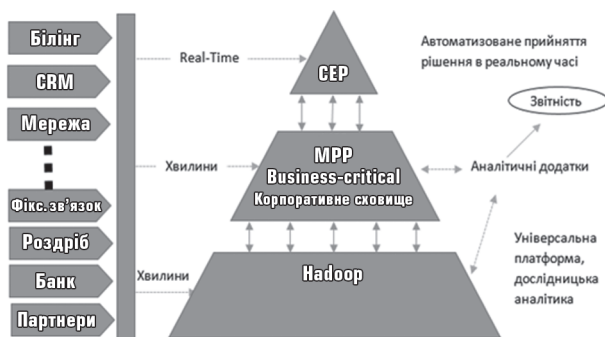 Білінг
CRM
Мережа
Фікс. зв'язок
Роздріб
Банк
Партнери
Real-Time
Хвилини
Хвилини
CEP
MPP
Business-critical
Корпоративне сховище
Hadoop
Автоматизоване прийняття
рішення в реальному часі
Звітність
Аналітичні додатки
Універсальна
платформа,
дослідницька
аналітика